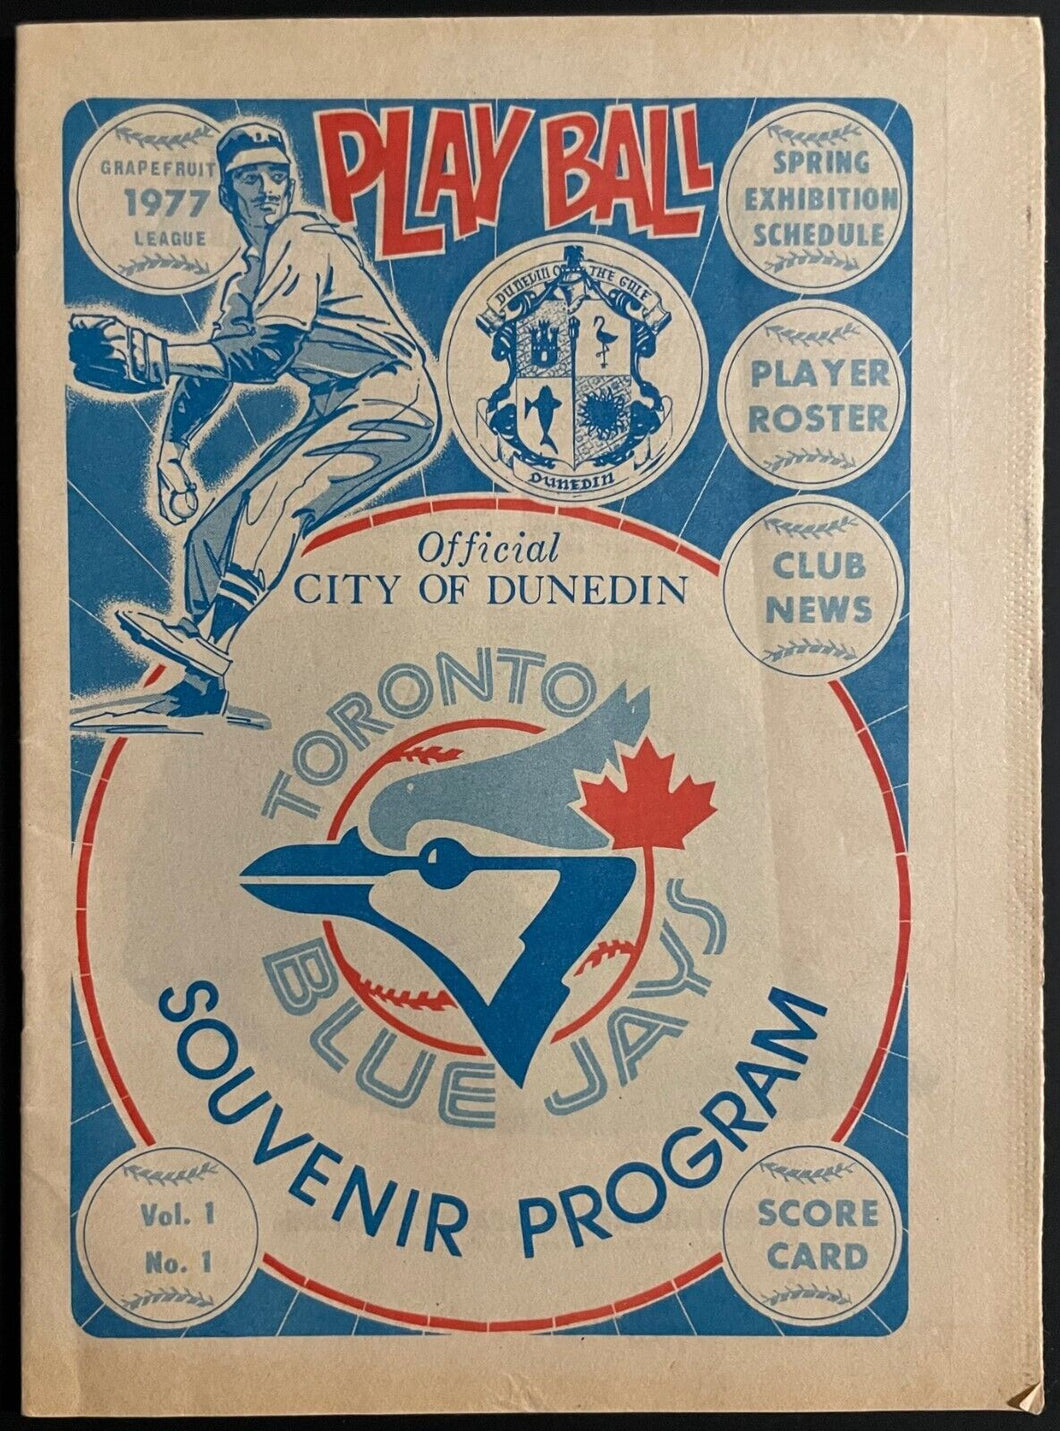 GRAPEFRUIT
1977
LEAGUE
PLAY BALL
SPRING
EXHIBITION
SCHEDULE
DUNEDIN ON THE GULF
DUNEDIN
PLAYER
ROSTER
CLUB
NEWS
Official
CITY OF DUNEDIN
TORONTO
BLUE JAYS
SOUVENIR PROGRAM
Vol. 1
No. 1
SCORE
CARD